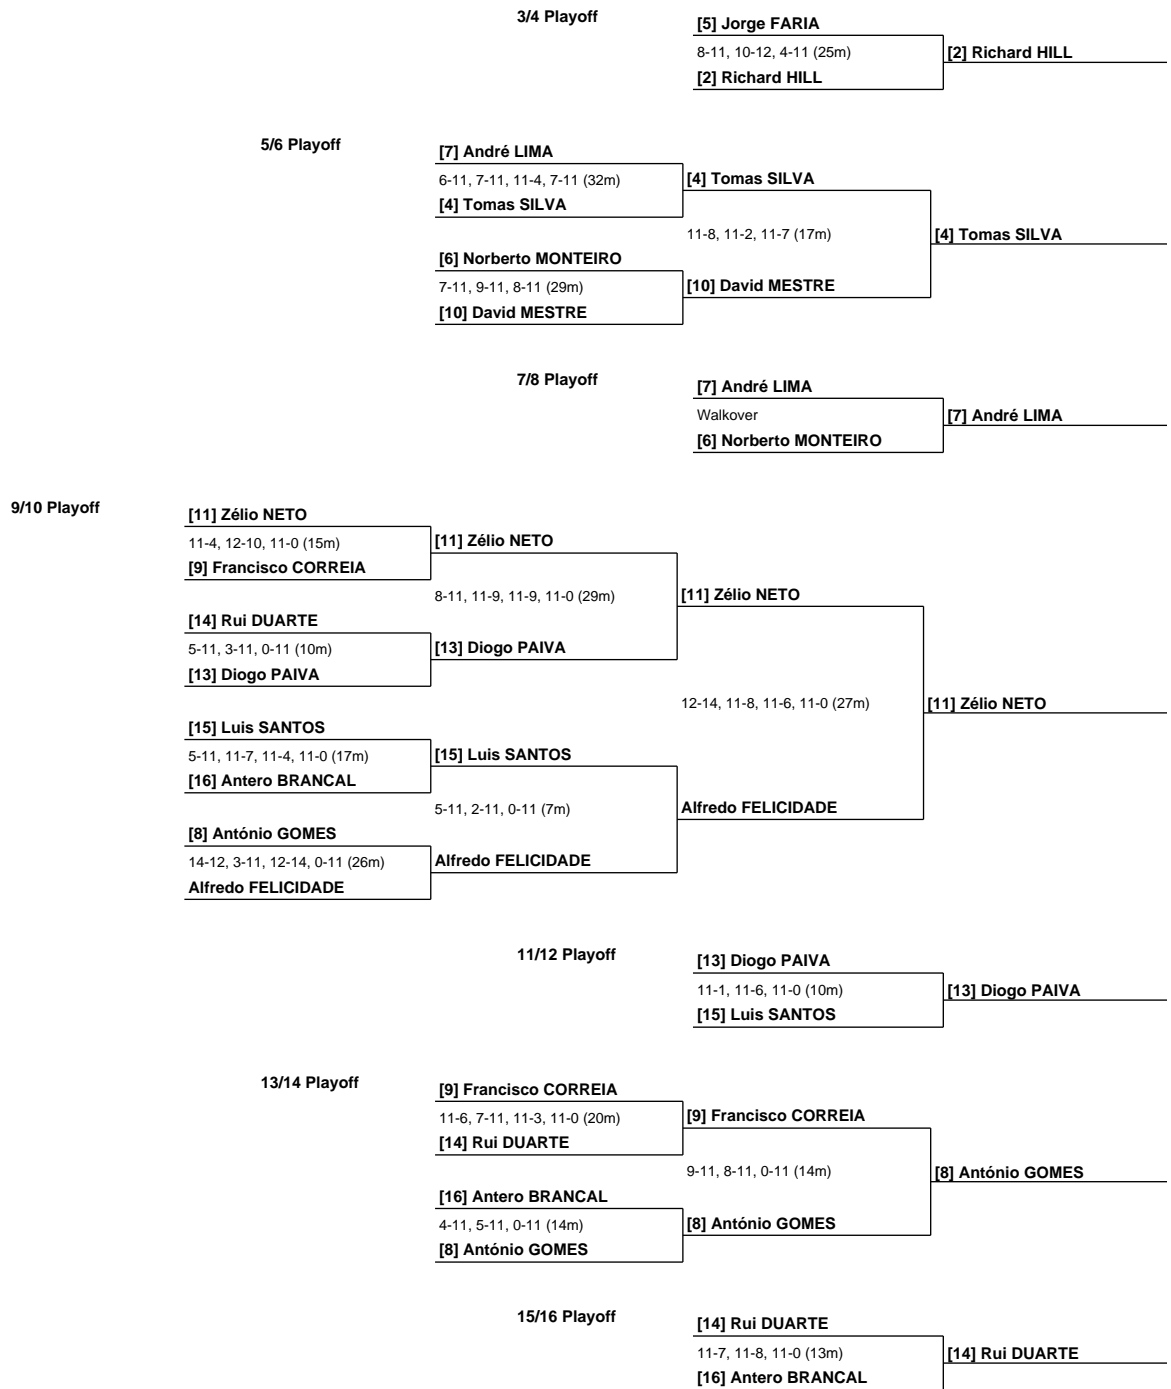 3/4 Playoff
[5] Jorge FARIA
8-11, 10-12, 4-11 (25m)
[2] Richard HILL
[2] Richard HILL
5/6 Playoff
[7] André LIMA
6-11, 7-11, 11-4, 7-11 (32m)
[4] Tomas SILVA
[4] Tomas SILVA
11-8, 11-2, 11-7 (17m)
[4] Tomas SILVA
[6] Norberto MONTEIRO
7-11, 9-11, 8-11 (29m)
[10] David MESTRE
[10] David MESTRE
7/8 Playoff
[7] André LIMA
Walkover
[7] André LIMA
[6] Norberto MONTEIRO
9/10 Playoff
[11] Zélio NETO
11-4, 12-10, 11-0 (15m)
[11] Zélio NETO
[9] Francisco CORREIA
8-11, 11-9, 11-9, 11-0 (29m)
[11] Zélio NETO
[14] Rui DUARTE
5-11, 3-11, 0-11 (10m)
[13] Diogo PAIVA
[13] Diogo PAIVA
12-14, 11-8, 11-6, 11-0 (27m)
[11] Zélio NETO
[15] Luis SANTOS
5-11, 11-7, 11-4, 11-0 (17m)
[15] Luis SANTOS
[16] Antero BRANCAL
5-11, 2-11, 0-11 (7m)
Alfredo FELICIDADE
[8] António GOMES
14-12, 3-11, 12-14, 0-11 (26m)
Alfredo FELICIDADE
Alfredo FELICIDADE
11/12 Playoff
[13] Diogo PAIVA
11-1, 11-6, 11-0 (10m)
[13] Diogo PAIVA
[15] Luis SANTOS
13/14 Playoff
[9] Francisco CORREIA
11-6, 7-11, 11-3, 11-0 (20m)
[9] Francisco CORREIA
[14] Rui DUARTE
9-11, 8-11, 0-11 (14m)
[8] António GOMES
[16] Antero BRANCAL
4-11, 5-11, 0-11 (14m)
[8] António GOMES
[8] António GOMES
15/16 Playoff
[14] Rui DUARTE
11-7, 11-8, 11-0 (13m)
[14] Rui DUARTE
[16] Antero BRANCAL